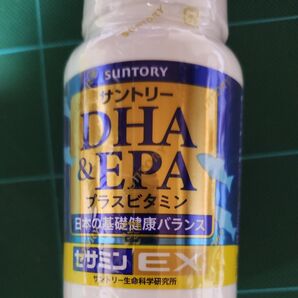 SUNTORY
サントリー
DHA
& EPA
プラスビタミン
日本の基礎健康バランス
セサミンEX
サントリー生命科学研究所